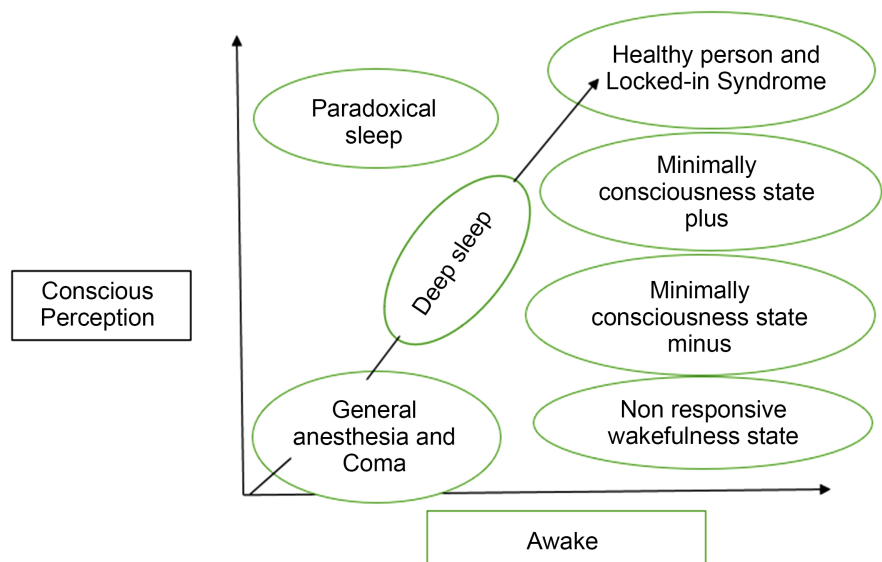 Healthy person and
Locked-in Syndrome
Paradoxical
sleep
Minimally
consciousness state
plus
Deep sleep
Conscious
Perception
Minimally
consciousness state
minus
General
anesthesia and
Coma
Non responsive
wakefulness state
Awake